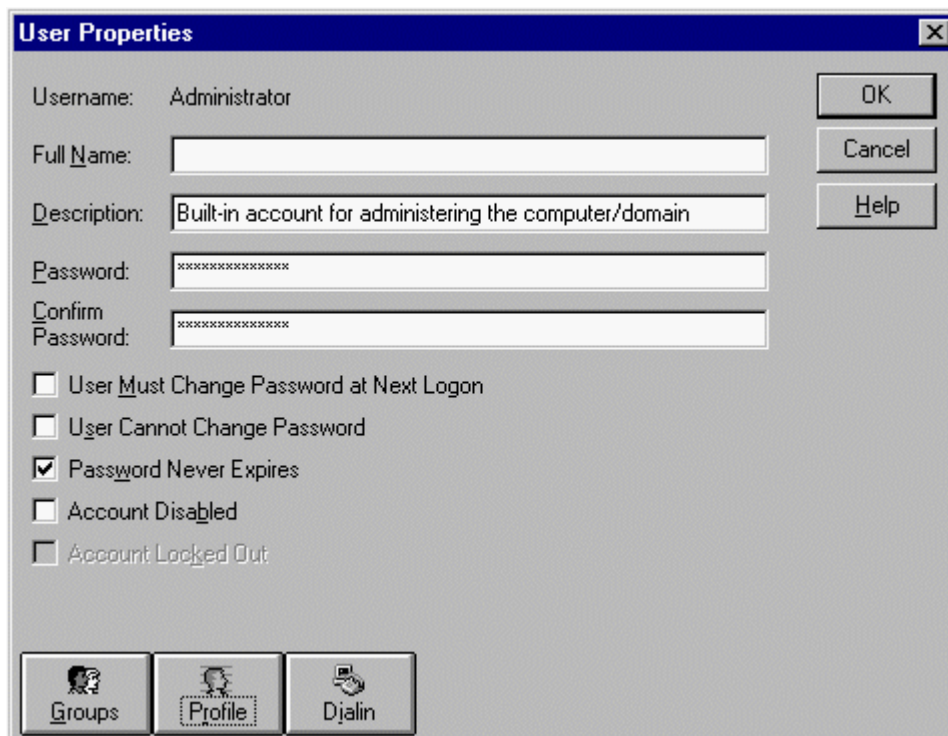 User Properties
Username: Administrator
OK
Full Name:
Cancel
Description: Built-in account for administering the computer/domain
Help
Password: **************
Confirm
Password: **************
User Must Change Password at Next Logon
User Cannot Change Password
Password Never Expires
Account Disabled
Account Locked Out
Groups Profile Dialin